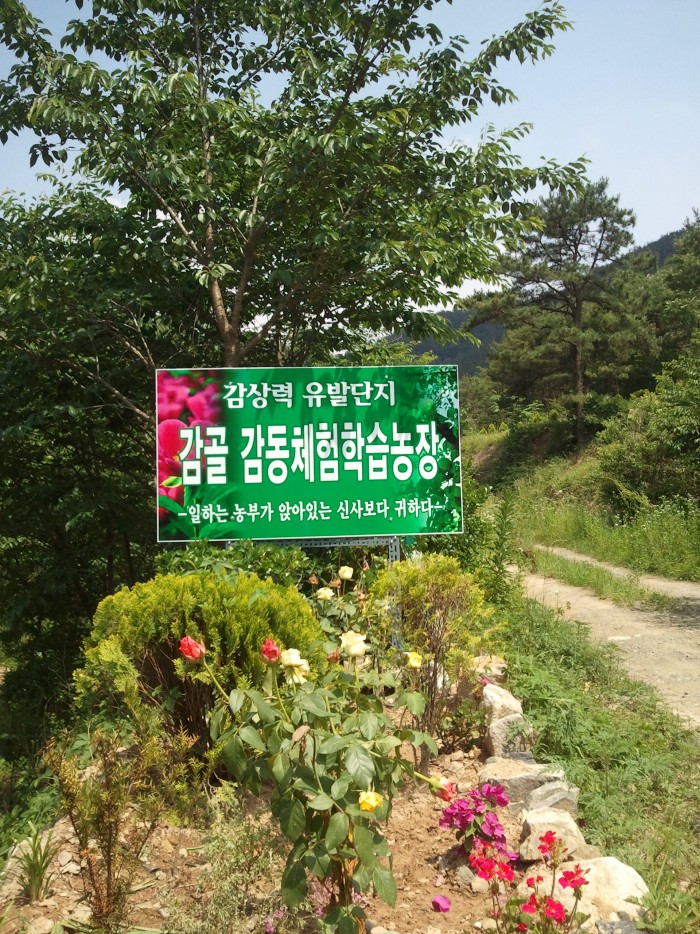 감상력 유발단지
감골 감동체험학습농장
-일하는 농부가 앉아있는 신사보다 귀하다-